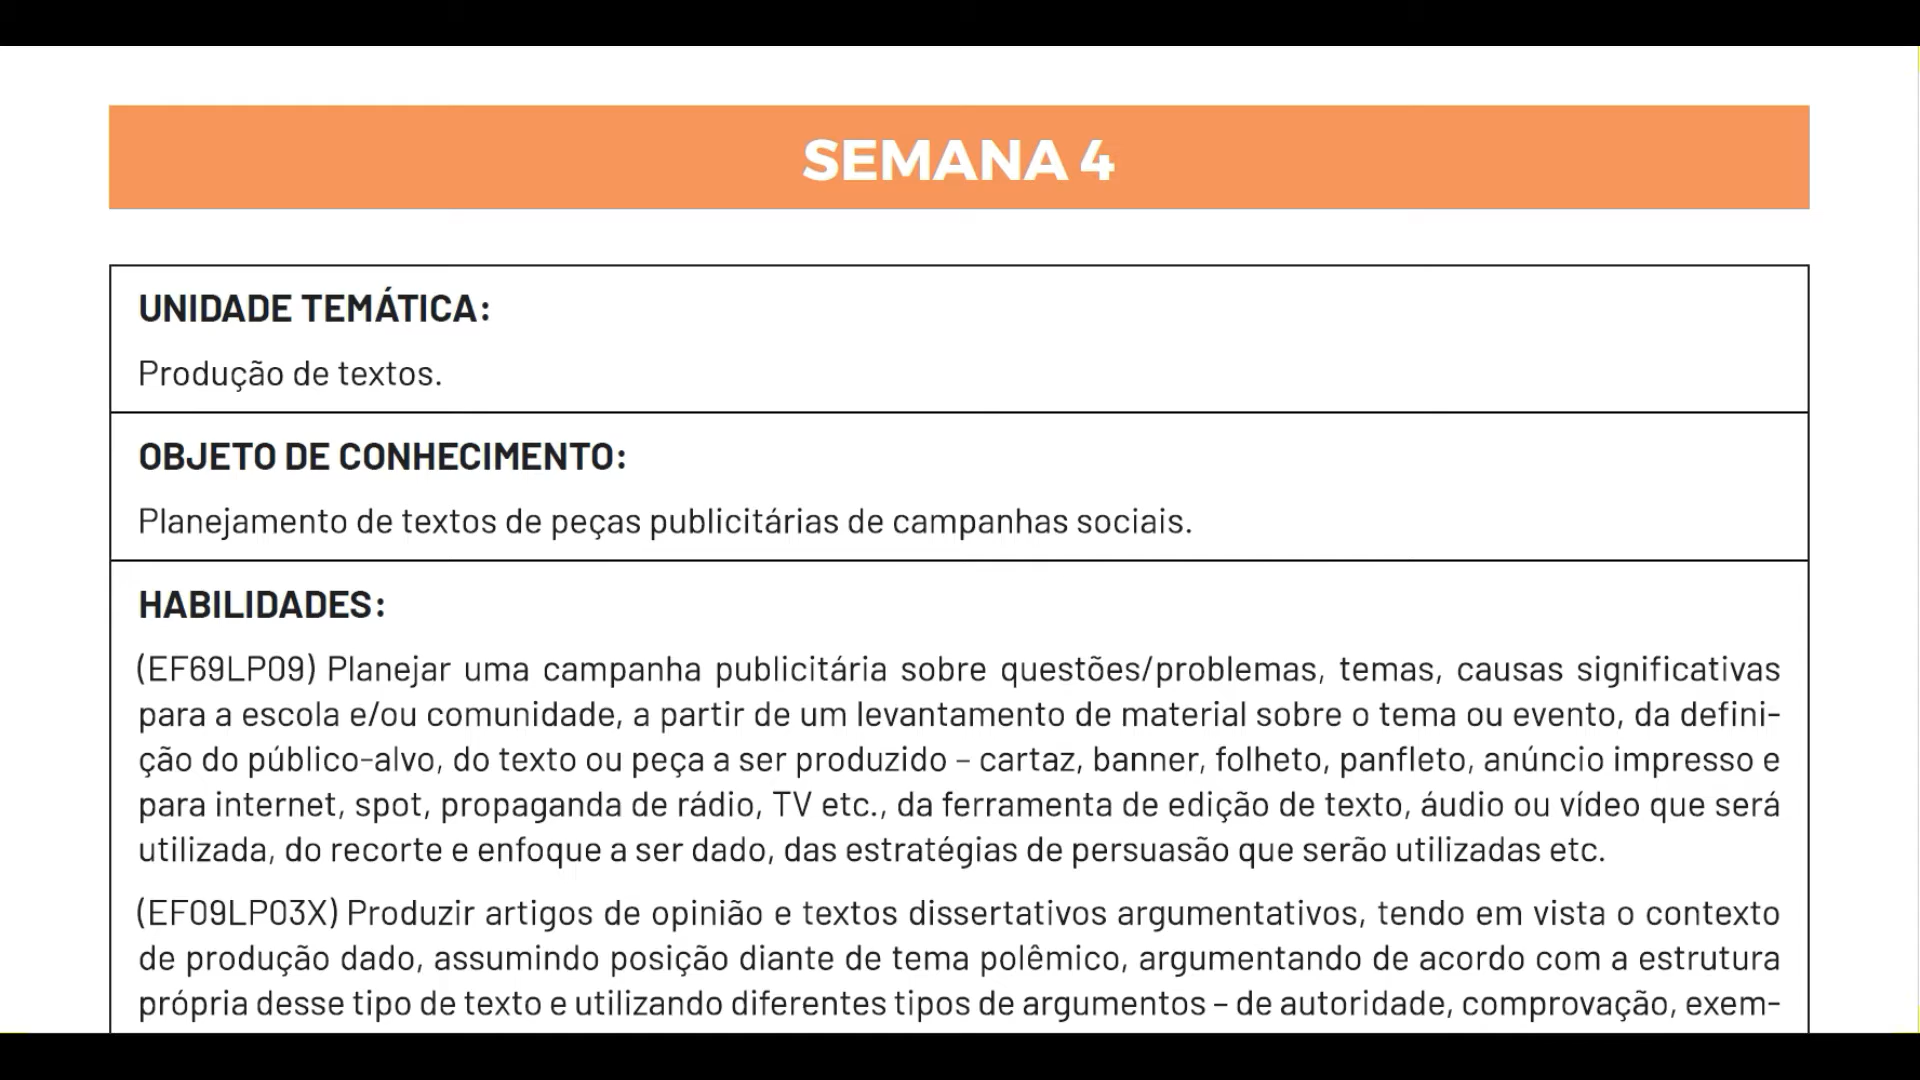 SEMANA 4
UNIDADE TEMÁTICA:
Produção de textos.
OBJETO DE CONHECIMENTO:
Planejamento de textos de peças publicitárias de campanhas sociais.
HABILIDADES:
(EF69LP09) Planejar uma campanha publicitária sobre questões/problemas, temas, causas significativas
para a escola e/ou comunidade, a partir de um levantamento de material sobre o tema ou evento, da defini-
ção do público-alvo, do texto ou peça a ser produzido – cartaz, banner, folheto, panfleto, anúncio impresso e
para internet, spot, propaganda de rádio, TV etc., da ferramenta de edição de texto, áudio ou vídeo que será
utilizada, do recorte e enfoque a ser dado, das estratégias de persuasão que serão utilizadas etc.
(EF09LP03X) Produzir artigos de opinião e textos dissertativos argumentativos, tendo em vista o contexto
de produção dado, assumindo posição diante de tema polêmico, argumentando de acordo com a estrutura
própria desse tipo de texto e utilizando diferentes tipos de argumentos – de autoridade, comprovação, exem-